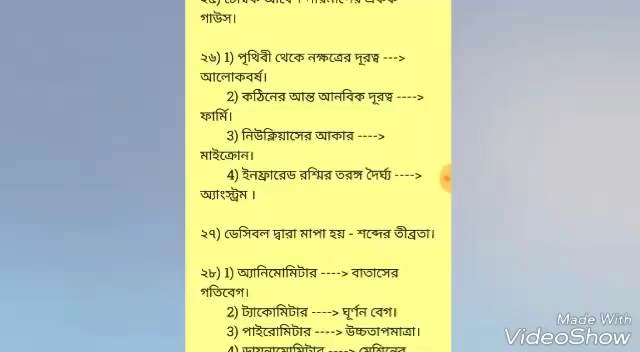 গাউস।
২৬) 1) পৃথিবী থেকে নক্ষত্রের দূরত্ব --->
আলোকবর্ষ।
2) কঠিনের আন্ত আনবিক দূরত্ব ---->
ফার্মি।
3) নিউক্লিয়াসের আকার ---->
মাইক্রোন।
4) ইনফ্রারেড রশ্মির তরঙ্গ দৈর্ঘ্য ---->
অ্যাংস্ট্রম ।
২৭) ডেসিবল দ্বারা মাপা হয় - শব্দের তীব্রতা।
২৮) 1) অ্যানিমোমিটার ----> বাতাসের
গতিবেগ।
2) ট্যাকোমিটার ----> ঘূর্ণন বেগ।
3) পাইরোমিটার ----> উচ্চতাপমাত্রা।
4) ডায়নামোমিটার ----> মেশিনের
Made With
VideoShow